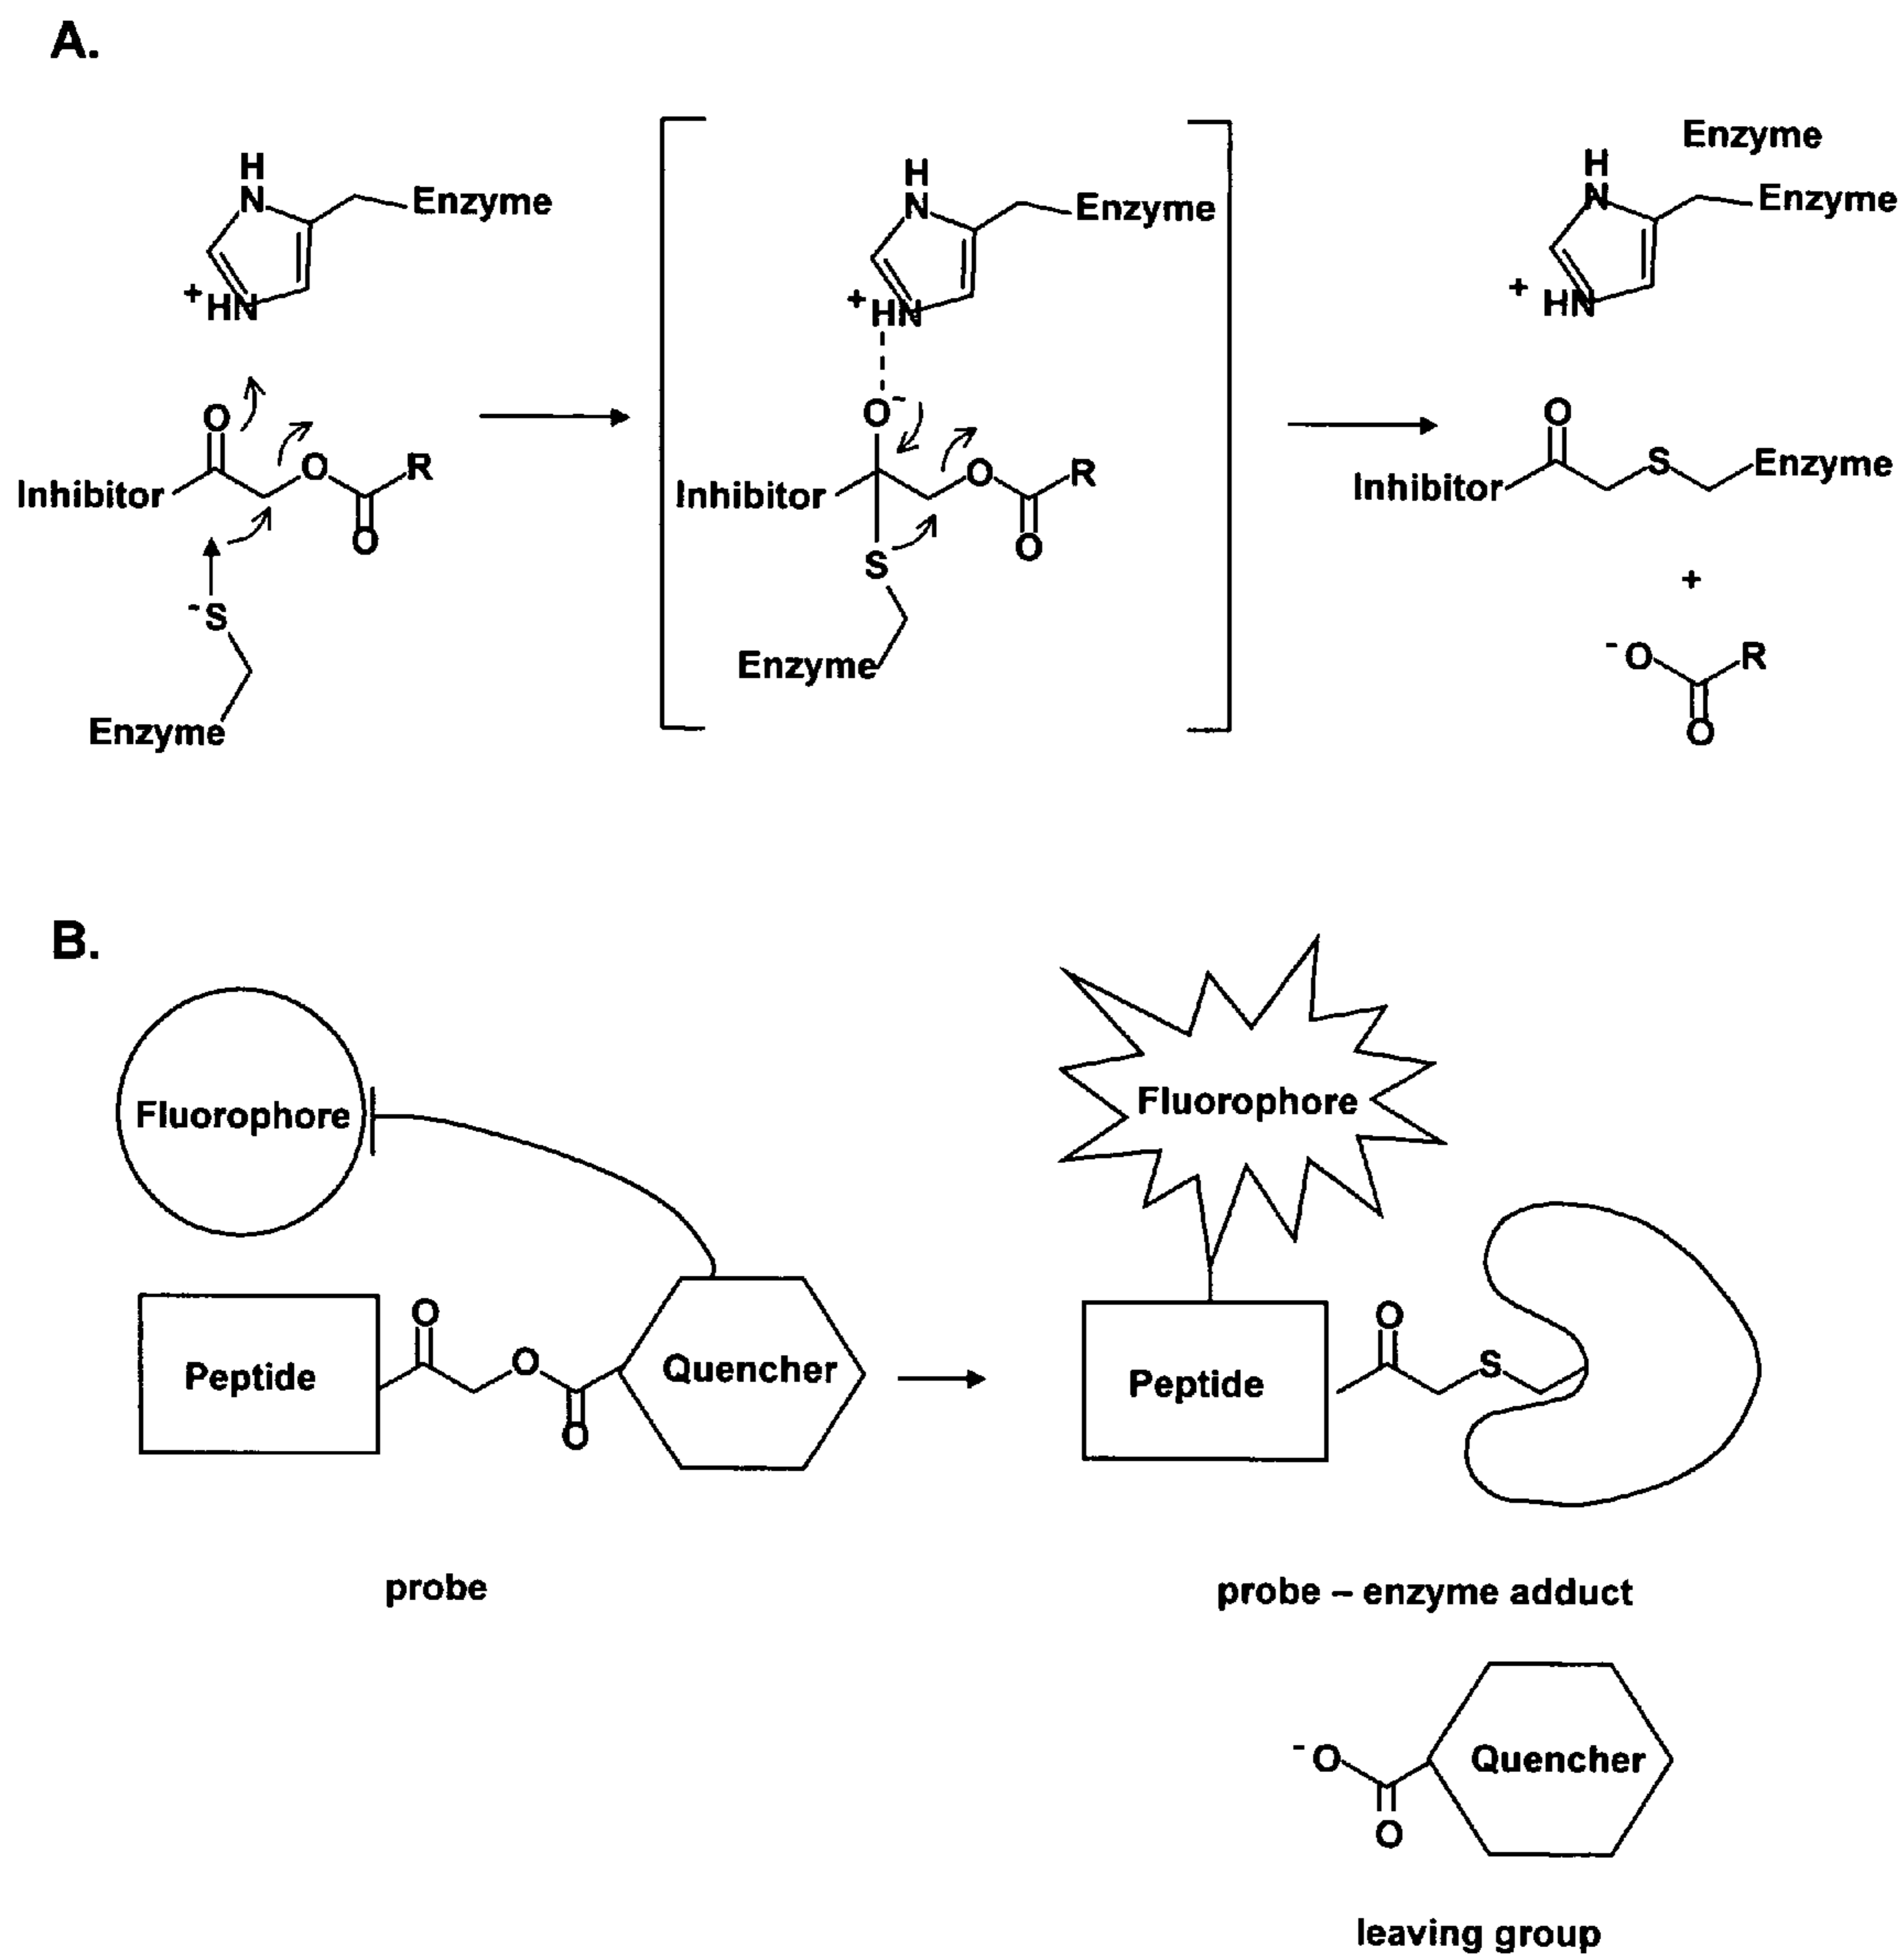 A.
H
N
Enzyme
+
HN
O
O
R
Inhibitor
O
-S
Enzyme
H
N
Enzyme
+
HN
O-
O
R
Inhibitor
O
S
Enzyme
Enzyme
H
N
Enzyme
+
HN
O
S
Enzyme
Inhibitor
+
-O
R
O
B.
Fluorophore
O
O
Peptide
Quencher
O
probe
Fluorophore
O
S
Peptide
probe – enzyme adduct
-O
Quencher
O
leaving group